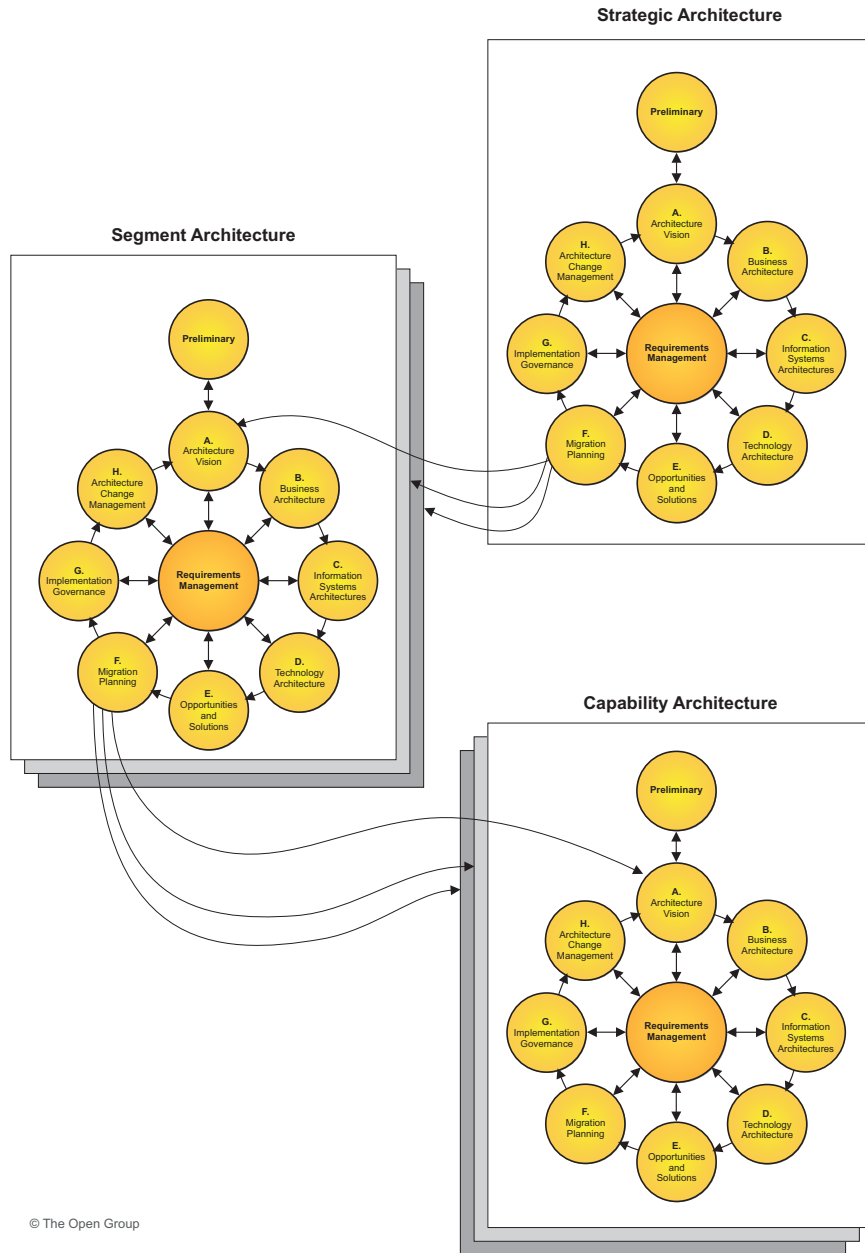 Strategic Architecture
Preliminary
A.
Architecture
Vision
B.
Business
Architecture
C.
Information
Systems
Architectures
D.
Technology
Architecture
E.
Opportunities
and
Solutions
F.
Migration
Planning
G.
Implementation
Governance
H.
Architecture
Change
Management
Requirements
Management
Segment Architecture
Preliminary
A.
Architecture
Vision
B.
Business
Architecture
C.
Information
Systems
Architectures
D.
Technology
Architecture
E.
Opportunities
and
Solutions
F.
Migration
Planning
G.
Implementation
Governance
H.
Architecture
Change
Management
Requirements
Management
Capability Architecture
Preliminary
A.
Architecture
Vision
B.
Business
Architecture
C.
Information
Systems
Architectures
D.
Technology
Architecture
E.
Opportunities
and
Solutions
F.
Migration
Planning
G.
Implementation
Governance
H.
Architecture
Change
Management
Requirements
Management
© The Open Group